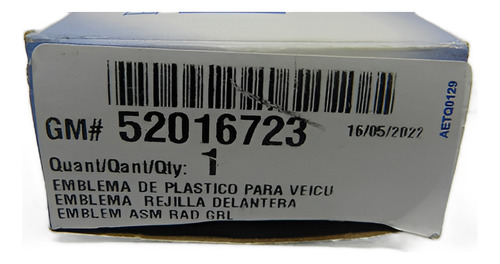 GM# 52016723
16/05/2022
AETQ0129
Quant/Qant/Qty: 1
EMBLEMA DE PLASTICO PARA VEICU
EMBLEMA REJILLA DELANTERA
EMBLEM ASM RAD GRL